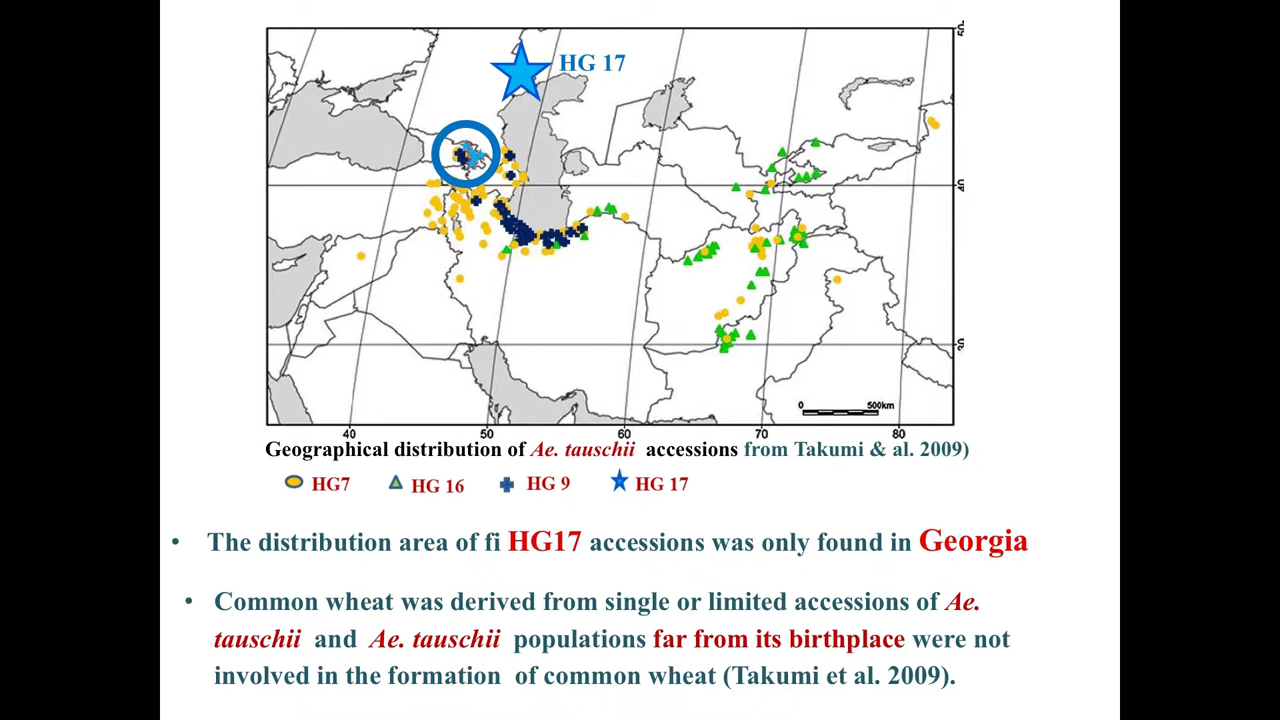 HG 17
40
30
0 500km
40 50 60 70 80
Geographical distribution of Ae. tauschii accessions from Takumi & al. 2009)
HG7 HG 16 HG 9 HG 17
• The distribution area of fi HG17 accessions was only found in Georgia
• Common wheat was derived from single or limited accessions of Ae.
tauschii and Ae. tauschii populations far from its birthplace were not
involved in the formation of common wheat (Takumi et al. 2009).